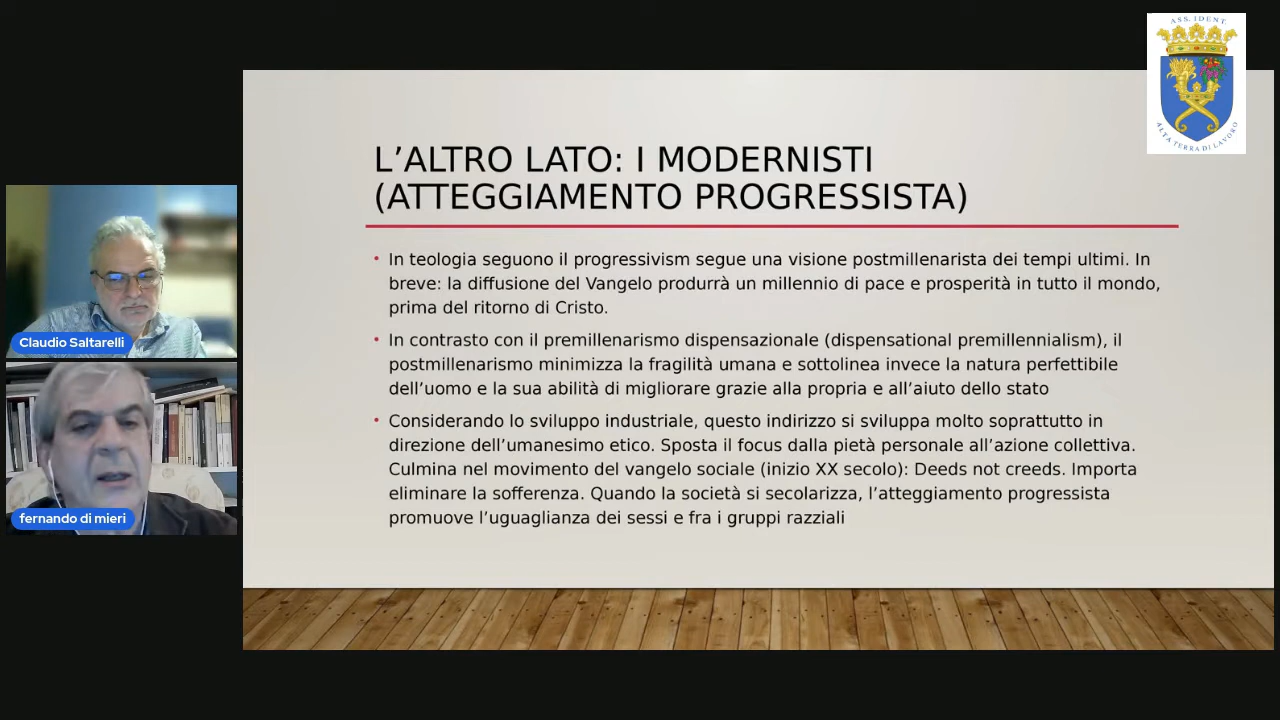 ASS. IDENT.
ALTA TERRA DI LAVORO
L’ALTRO LATO: I MODERNISTI
(ATTEGGIAMENTO PROGRESSISTA)
• In teologia seguono il progressivism segue una visione postmillenarista dei tempi ultimi. In
breve: la diffusione del Vangelo produrrà un millennio di pace e prosperità in tutto il mondo,
prima del ritorno di Cristo.
• In contrasto con il premillenarismo dispensazionale (dispensational premillennialism), il
postmillenarismo minimizza la fragilità umana e sottolinea invece la natura perfettibile
dell’uomo e la sua abilità di migliorare grazie alla propria e all’aiuto dello stato
• Considerando lo sviluppo industriale, questo indirizzo si sviluppa molto soprattutto in
direzione dell’umanesimo etico. Sposta il focus dalla pietà personale all’azione collettiva.
Culmina nel movimento del vangelo sociale (inizio XX secolo): Deeds not creeds. Importa
eliminare la sofferenza. Quando la società si secolarizza, l’atteggiamento progressista
promuove l’uguaglianza dei sessi e fra i gruppi razziali
Claudio Saltarelli
fernando di mieri